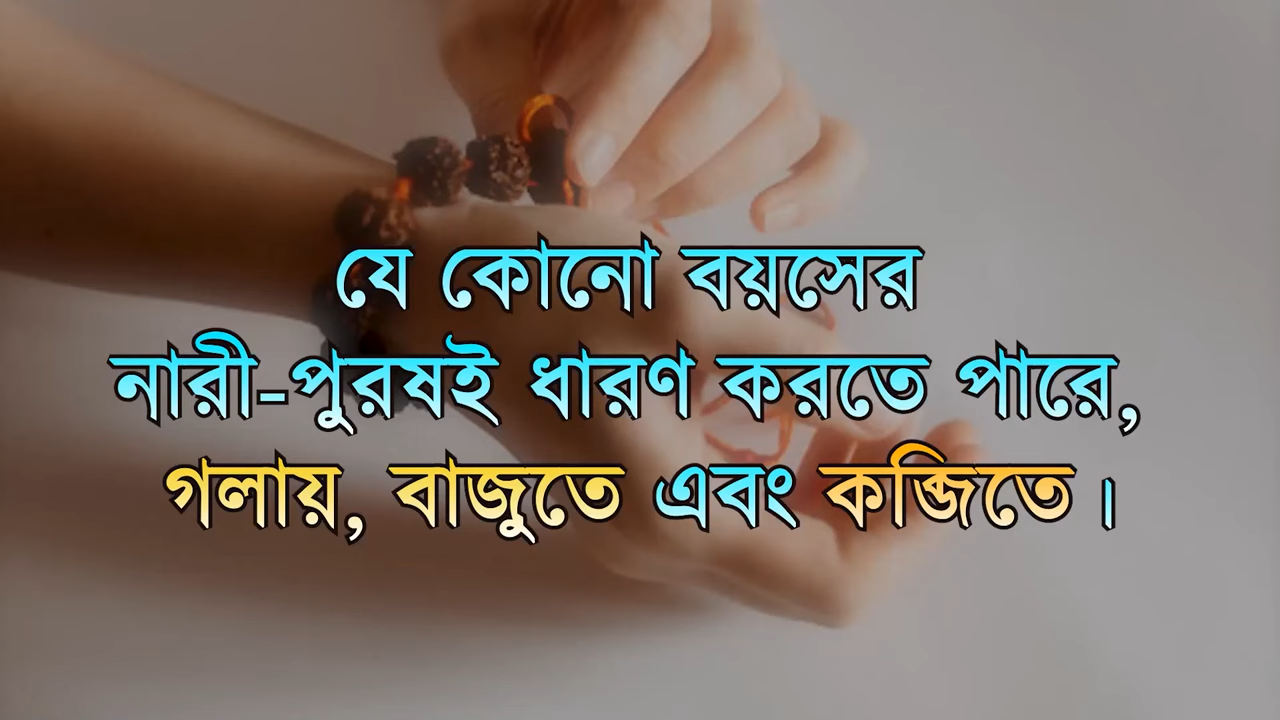 যে কোনো বয়সের
নারী-পুরষই ধারণ করতে পারে,
গলায়, বাজুতে এবং কব্জিতে।